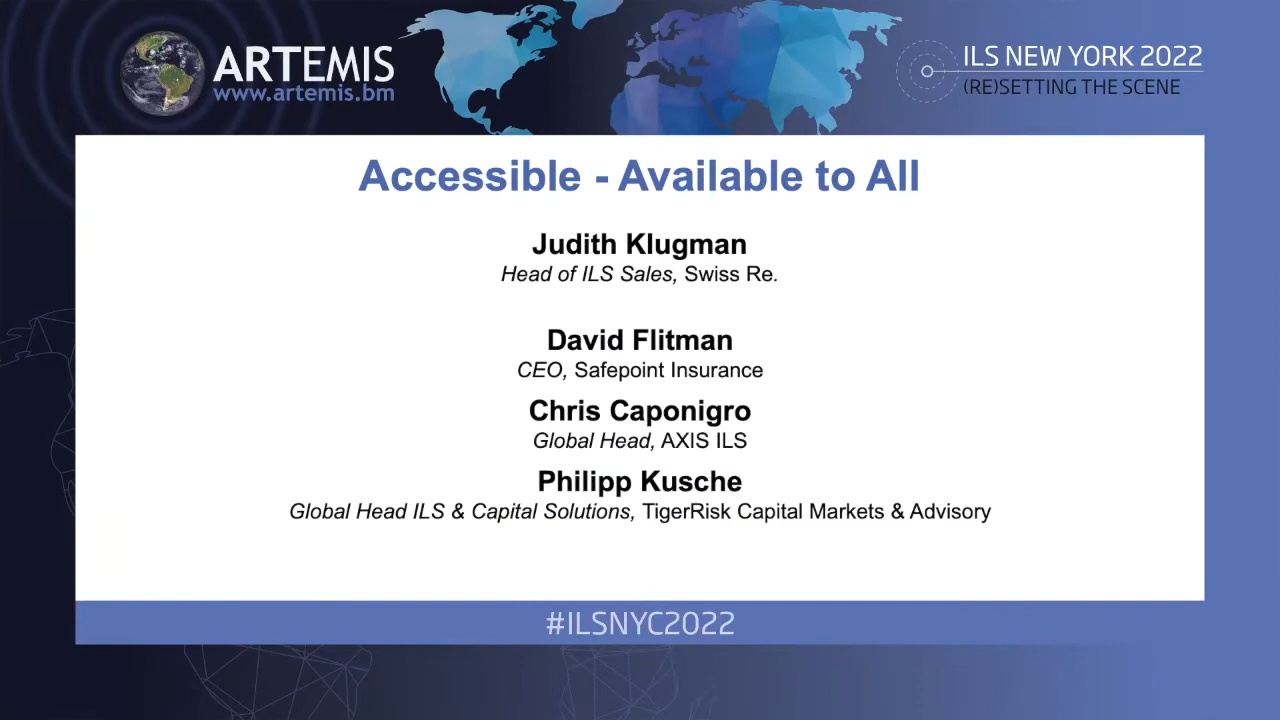 ARTEMIS
www.artemis.bm
ILS NEW YORK 2022
(RE)SETTING THE SCENE
Accessible - Available to All
Judith Klugman
Head of ILS Sales, Swiss Re.
David Flitman
CEO, Safepoint Insurance
Chris Caponigro
Global Head, AXIS ILS
Philipp Kusche
Global Head ILS & Capital Solutions, TigerRisk Capital Markets & Advisory
#ILSNYC2022